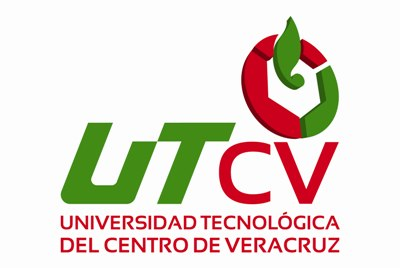 UTCV
UNIVERSIDAD TECNOLÓGICA
DEL CENTRO DE VERACRUZ